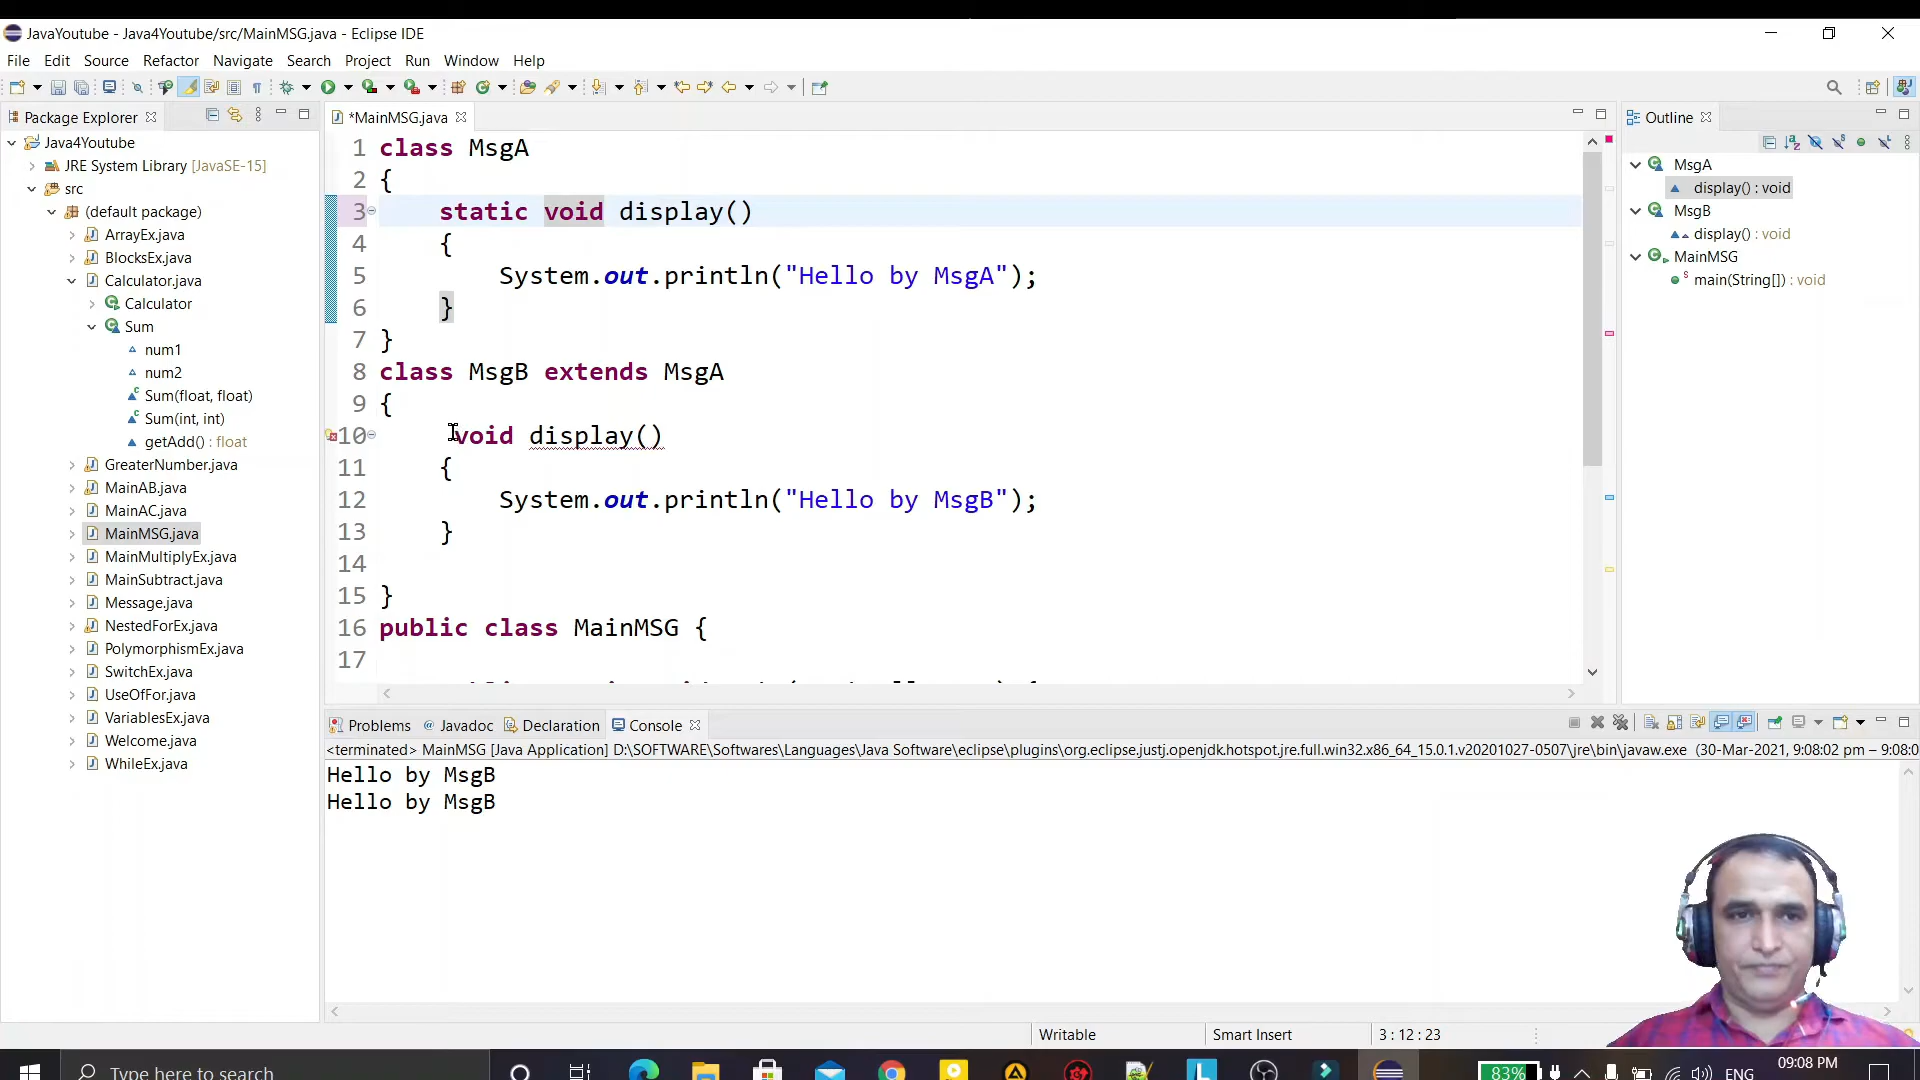 JavaYoutube - Java4Youtube/src/MainMSG.java - Eclipse IDE
File Edit Source Refactor Navigate Search Project Run Window Help
Package Explorer
*MainMSG.java
Outline
Java4Youtube
JRE System Library [JavaSE-15]
src
(default package)
ArrayEx.java
BlocksEx.java
Calculator.java
Calculator
Sum
num1
num2
Sum(float, float)
Sum(int, int)
getAdd() : float
GreaterNumber.java
MainAB.java
MainAC.java
MainMSG.java
MainMultiplyEx.java
MainSubtract.java
Message.java
NestedForEx.java
PolymorphismEx.java
SwitchEx.java
UseOfFor.java
VariablesEx.java
Welcome.java
WhileEx.java
1 class MsgA
2 {
3 static void display()
4 {
5 System.out.println("Hello by MsgA");
6 }
7 }
8 class MsgB extends MsgA
9 {
10 void display()
11 {
12 System.out.println("Hello by MsgB");
13 }
14
15 }
16 public class MainMSG {
17
MsgA
display() : void
MsgB
display() : void
MainMSG
main(String[]) : void
Problems Javadoc Declaration Console
<terminated> MainMSG [Java Application] D:\SOFTWARE\Softwares\Languages\Java Software\eclipse\plugins\org.eclipse.justj.openjdk.hotspot.jre.full.win32.x86_64_15.0.1.v20201027-0507\jre\bin\javaw.exe (30-Mar-2021, 9:08:02 pm – 9:08:0
Hello by MsgB
Hello by MsgB
Writable Smart Insert 3 : 12 : 23
Type here to search
83% ENG 09:08 PM